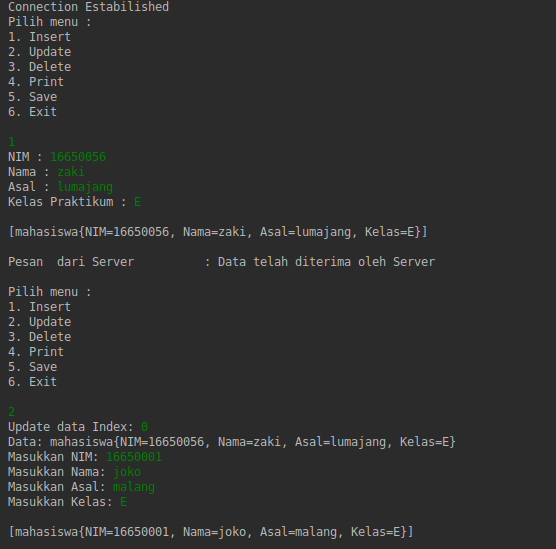 Connection Estabilished
Pilih menu :
1. Insert
2. Update
3. Delete
4. Print
5. Save
6. Exit
1
NIM : 16650056
Nama : zaki
Asal : lumajang
Kelas Praktikum : E
[mahasiswa{NIM=16650056, Nama=zaki, Asal=lumajang, Kelas=E}]
Pesan  dari Server          : Data telah diterima oleh Server
Pilih menu :
1. Insert
2. Update
3. Delete
4. Print
5. Save
6. Exit
2
Update data Index: 0
Data: mahasiswa{NIM=16650056, Nama=zaki, Asal=lumajang, Kelas=E}
Masukkan NIM: 16650001
Masukkan Nama: joko
Masukkan Asal: malang
Masukkan Kelas: E
[mahasiswa{NIM=16650001, Nama=joko, Asal=malang, Kelas=E}]